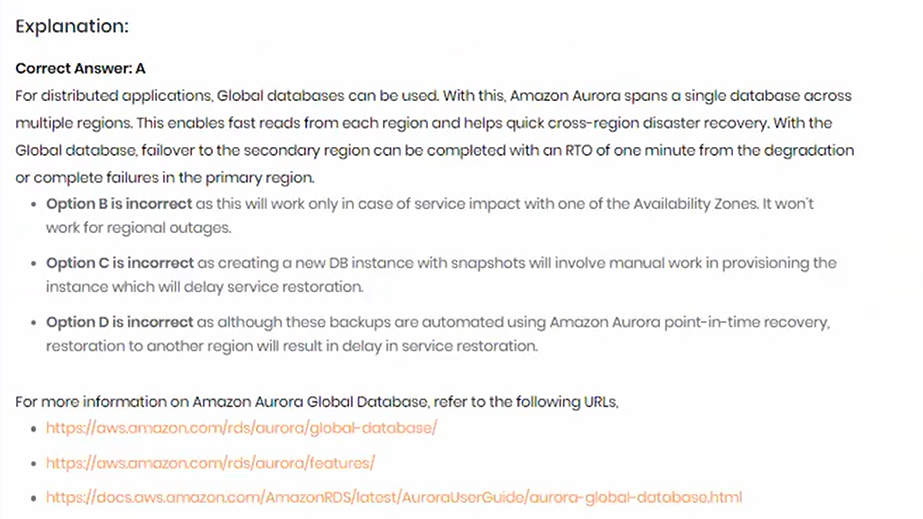 Explanation:
Correct Answer: A
For distributed applications, Global databases can be used. With this, Amazon Aurora spans a single database across
multiple regions. This enables fast reads from each region and helps quick cross-region disaster recovery. With the
Global database, failover to the secondary region can be completed with an RTO of one minute from the degradation
or complete failures in the primary region.
• Option B is incorrect as this will work only in case of service impact with one of the Availability Zones. It won't
work for regional outages.
• Option C is incorrect as creating a new DB instance with snapshots will involve manual work in provisioning the
instance which will delay service restoration.
• Option D is incorrect as although these backups are automated using Amazon Aurora point-in-time recovery,
restoration to another region will result in delay in service restoration.
For more information on Amazon Aurora Global Database, refer to the following URLs,
• https://aws.amazon.com/rds/aurora/global-database/
• https://aws.amazon.com/rds/aurora/features/
• https://docs.aws.amazon.com/AmazonRDS/latest/AuroraUserGuide/aurora-global-database.html